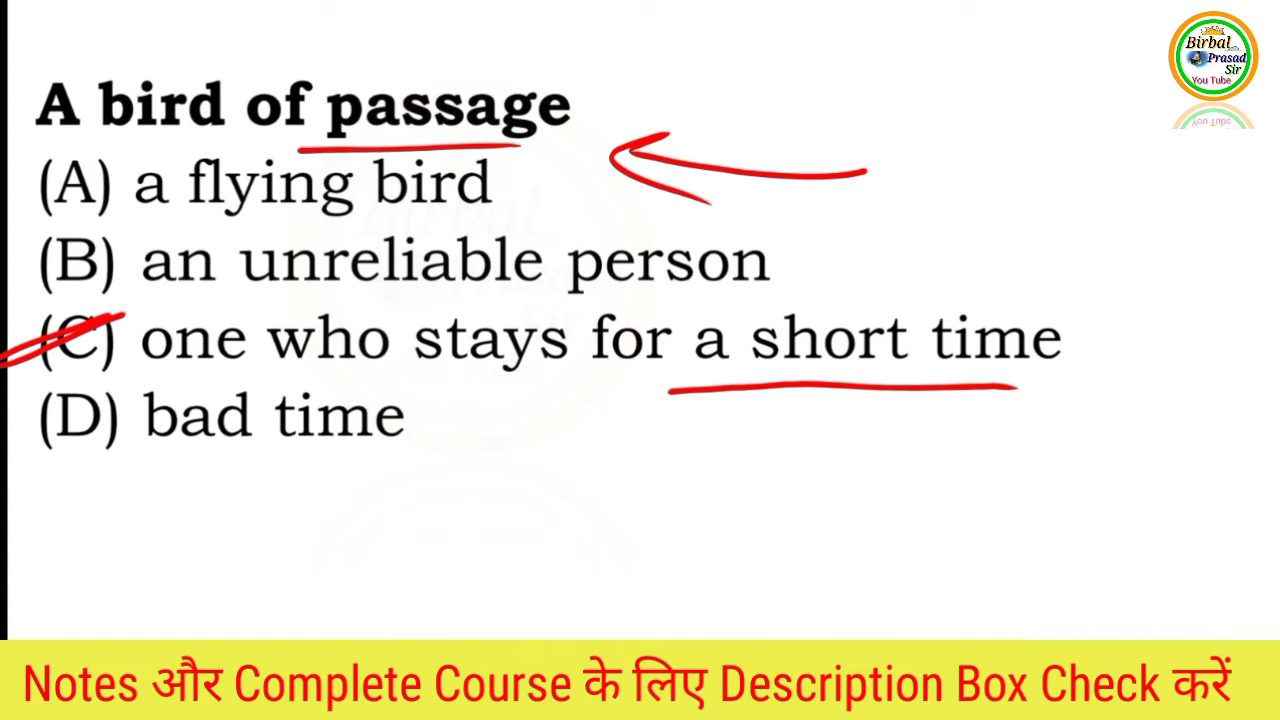 Birbal
Prasad
Sir
You Tube
A bird of passage
(A) a flying bird
(B) an unreliable person
(C) one who stays for a short time
(D) bad time
Notes और Complete Course के लिए Description Box Check करें